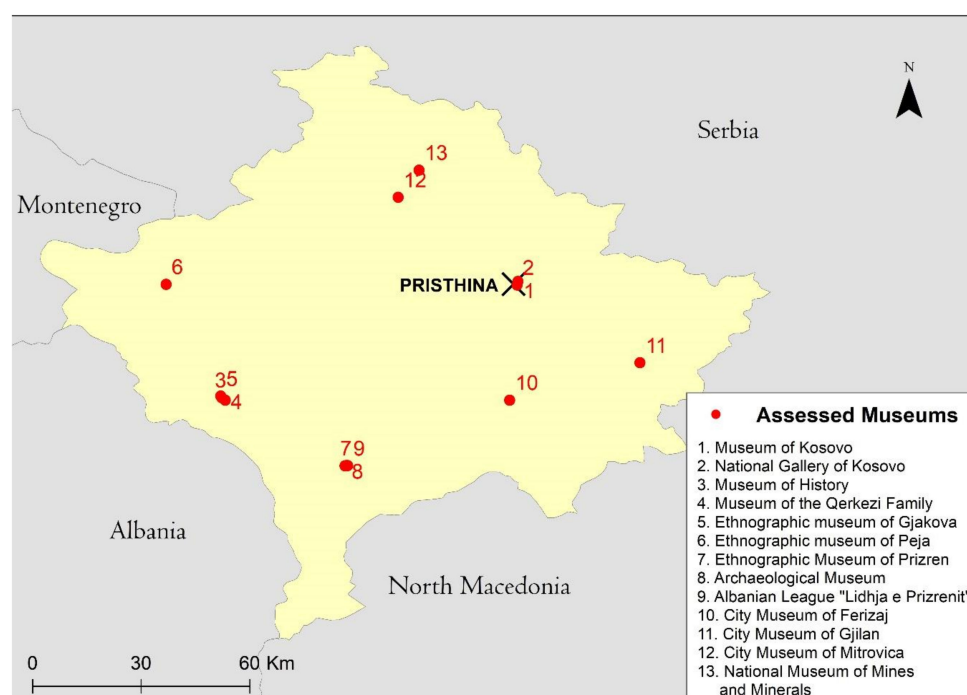 N
Serbia
13
12
Montenegro
6
2
PRISTHINA
1
11
35
4
10
79
8
Albania
North Macedonia
0 30 60 Km
Assessed Museums
1. Museum of Kosovo
2. National Gallery of Kosovo
3. Museum of History
4. Museum of the Qerkezi Family
5. Ethnographic museum of Gjakova
6. Ethnographic museum of Peja
7. Ethnographic Museum of Prizren
8. Archaeological Museum
9. Albanian League "Lidhja e Prizrenit"
10. City Museum of Ferizaj
11. City Museum of Gjilan
12. City Museum of Mitrovica
13. National Museum of Mines
and Minerals